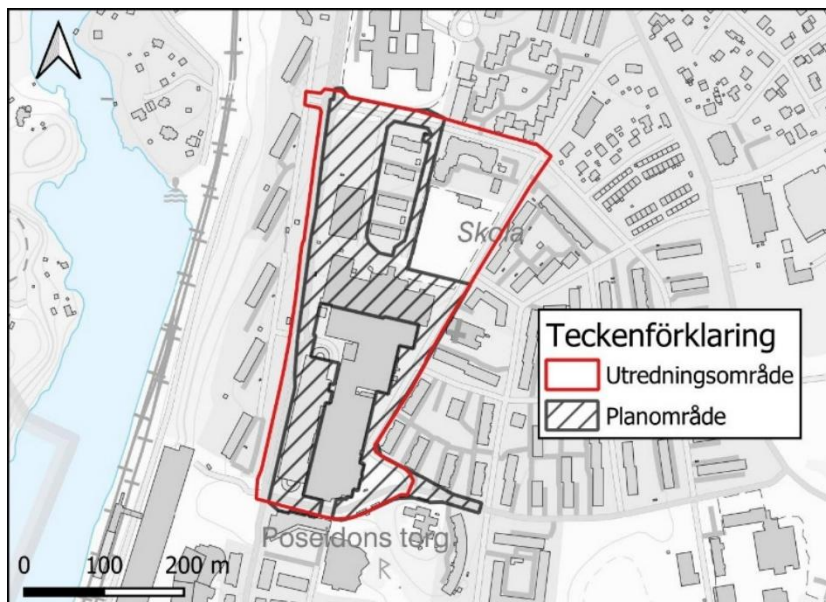 Skola
Teckenförklaring
Utredningsområde
Planområde
Poseidons torg
R
0 100 200 m